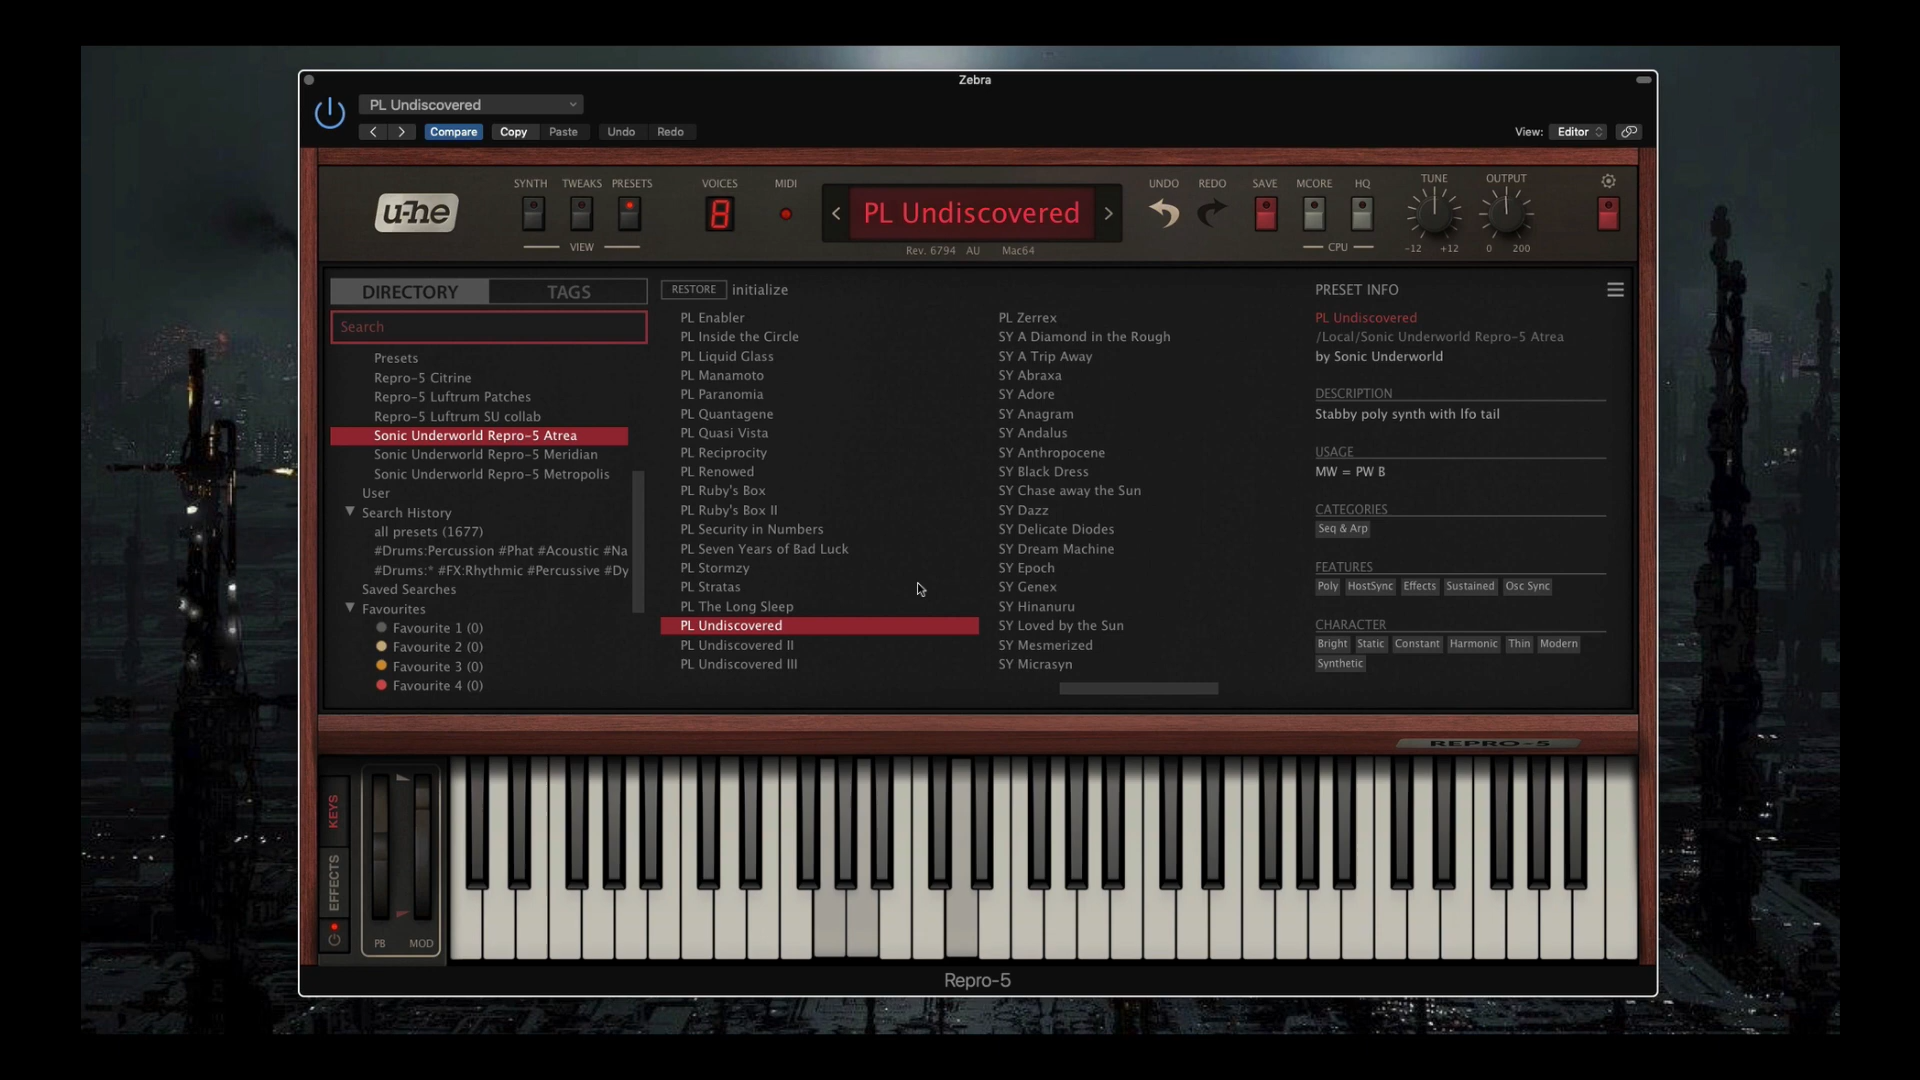 Zebra
PL Undiscovered
Compare Copy Paste Undo Redo
View: Editor
u-he
SYNTH TWEAKS PRESETS
VIEW
VOICES
8
MIDI
PL Undiscovered
Rev. 6794 AU Mac64
UNDO REDO SAVE MCORE HQ
CPU
TUNE
-12 +12
OUTPUT
0 200
DIRECTORY TAGS
Search
Presets
Repro-5 Citrine
Repro-5 Luftrum Patches
Repro-5 Luftrum SU collab
Sonic Underworld Repro-5 Atrea
Sonic Underworld Repro-5 Meridian
Sonic Underworld Repro-5 Metropolis
User
Search History
all presets (1677)
#Drums:Percussion #Phat #Acoustic #Na
#Drums:* #FX:Rhythmic #Percussive #Dy
Saved Searches
Favourites
Favourite 1 (0)
Favourite 2 (0)
Favourite 3 (0)
Favourite 4 (0)
RESTORE initialize
PL Enabler
PL Inside the Circle
PL Liquid Glass
PL Manamoto
PL Paranomia
PL Quantagene
PL Quasi Vista
PL Reciprocity
PL Renowed
PL Ruby's Box
PL Ruby's Box II
PL Security in Numbers
PL Seven Years of Bad Luck
PL Stormzy
PL Stratas
PL The Long Sleep
PL Undiscovered
PL Undiscovered II
PL Undiscovered III
PL Zerrex
SY A Diamond in the Rough
SY A Trip Away
SY Abraxa
SY Adore
SY Anagram
SY Andalus
SY Anthropocene
SY Black Dress
SY Chase away the Sun
SY Dazz
SY Delicate Diodes
SY Dream Machine
SY Epoch
SY Genex
SY Hinanuru
SY Loved by the Sun
SY Mesmerized
SY Micrasyn
PRESET INFO
PL Undiscovered
/Local/Sonic Underworld Repro-5 Atrea
by Sonic Underworld
DESCRIPTION
Stabby poly synth with lfo tail
USAGE
MW = PW B
CATEGORIES
Seq & Arp
FEATURES
Poly HostSync Effects Sustained Osc Sync
CHARACTER
Bright Static Constant Harmonic Thin Modern
Synthetic
REPRO-5
KEYS
EFFECTS
PB MOD
Repro-5